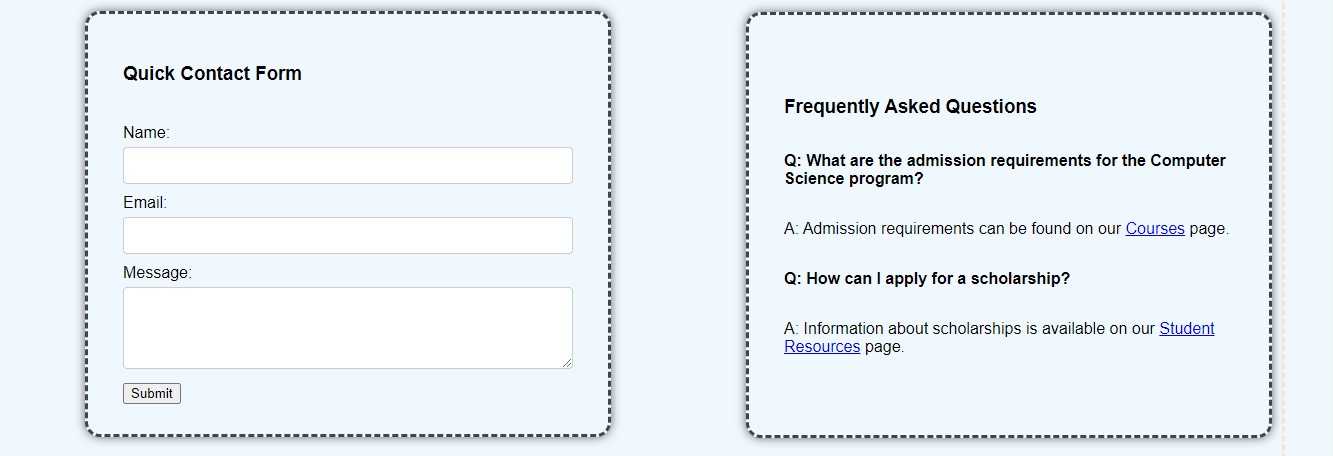 Quick Contact Form
Name:
Email:
Message:
Submit
Frequently Asked Questions
Q: What are the admission requirements for the Computer
Science program?
A: Admission requirements can be found on our Courses page.
Q: How can I apply for a scholarship?
A: Information about scholarships is available on our Student
Resources page.